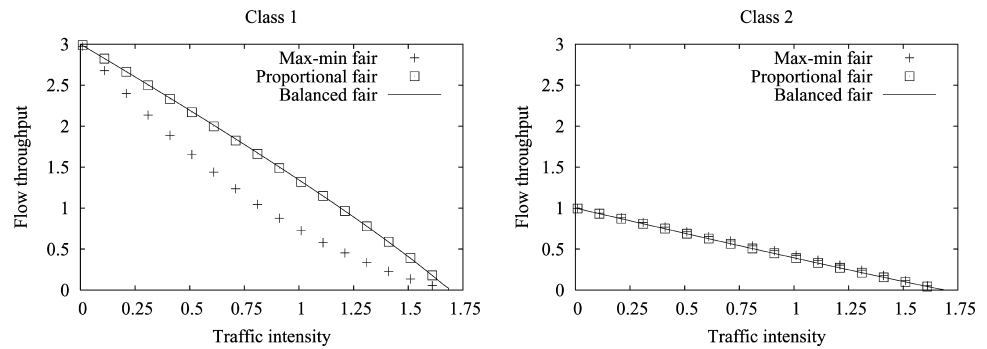 Class 1
Max-min fair
Proportional fair
Balanced fair
3
2.5
2
1.5
1
0.5
0
Flow throughput
0 0.25 0.5 0.75 1 1.25 1.5 1.75
Traffic intensity
Class 2
Max-min fair
Proportional fair
Balanced fair
3
2.5
2
1.5
1
0.5
0
Flow throughput
0 0.25 0.5 0.75 1 1.25 1.5 1.75
Traffic intensity